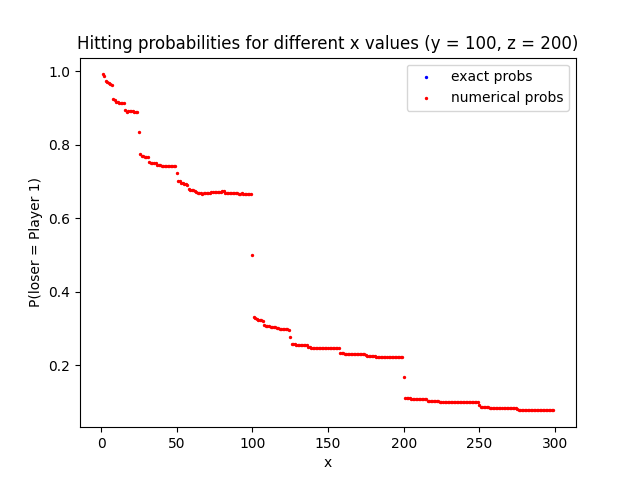 Hitting probabilities for different x values (y = 100, z = 200)
exact probs
numerical probs
P(loser = Player 1)
1.0
0.8
0.6
0.4
0.2
0
50
100
150
200
250
300
x